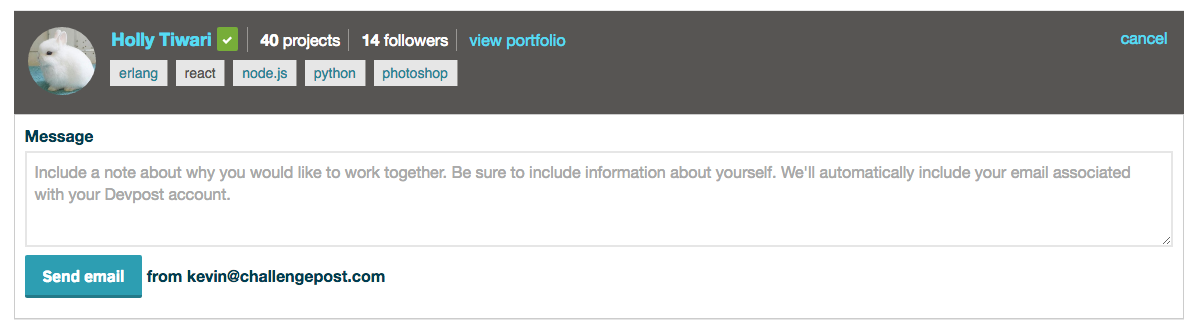 Holly Tiwari 40 projects 14 followers view portfolio cancel
erlang react node.js python photoshop
Message
Include a note about why you would like to work together. Be sure to include information about yourself. We'll automatically include your email associated
with your Devpost account.
Send email from kevin@challengepost.com